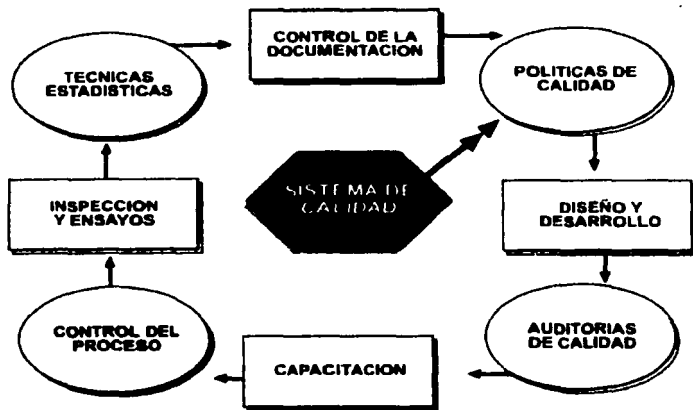 CONTROL DE LA
DOCUMENTACION
TECNICAS
ESTADISTICAS
POLITICAS DE
CALIDAD
SISTEMA DE
CALIDAD
INSPECCION
Y ENSAYOS
DISEÑO Y
DESARROLLO
CONTROL DEL
PROCESO
CAPACITACION
AUDITORIAS
DE CALIDAD